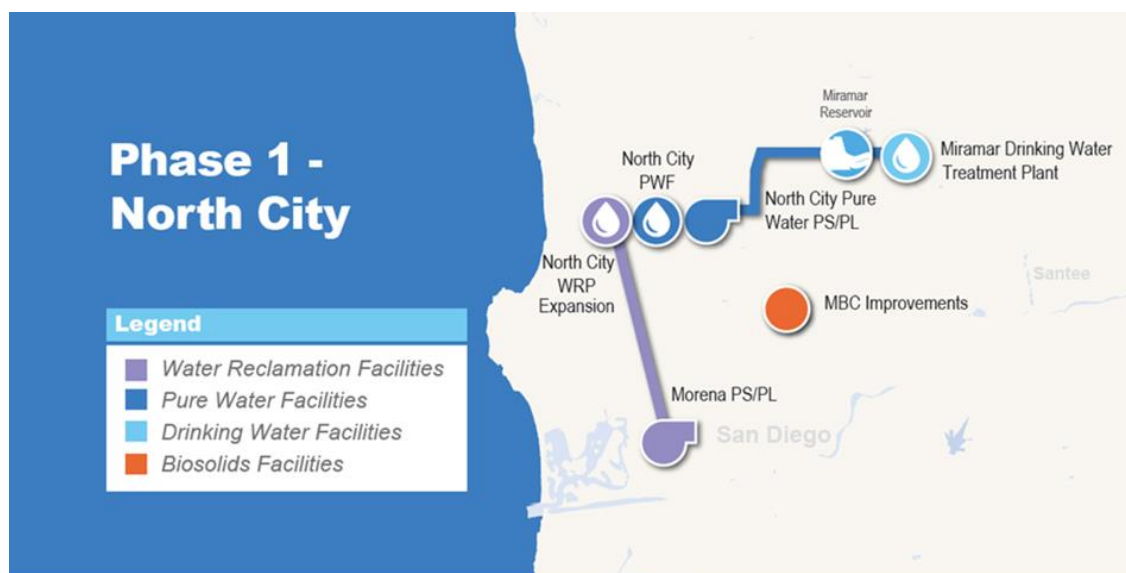 Phase 1 -
North City
Legend
Water Reclamation Facilities
Pure Water Facilities
Drinking Water Facilities
Biosolids Facilities
Miramar
Reservoir
Miramar Drinking Water
Treatment Plant
North City
PWF
North City Pure
Water PS/PL
North City
WRP
Expansion
Santee
MBC Improvements
Morena PS/PL
San Diego